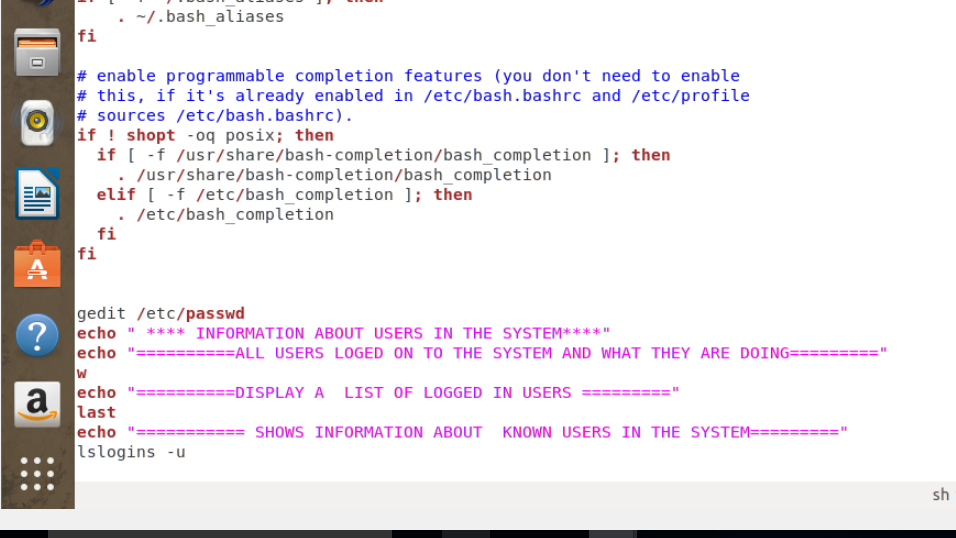 if [ -f ~/.bash_aliases ]; then
. ~/.bash_aliases
fi
# enable programmable completion features (you don't need to enable
# this, if it's already enabled in /etc/bash.bashrc and /etc/profile
# sources /etc/bash.bashrc).
if ! shopt -oq posix; then
if [ -f /usr/share/bash-completion/bash_completion ]; then
. /usr/share/bash-completion/bash_completion
elif [ -f /etc/bash_completion ]; then
. /etc/bash_completion
fi
fi
gedit /etc/passwd
echo " **** INFORMATION ABOUT USERS IN THE SYSTEM****"
echo "==========ALL USERS LOGED ON TO THE SYSTEM AND WHAT THEY ARE DOING========="
w
echo "==========DISPLAY A  LIST OF LOGGED IN USERS ========="
last
echo "=========== SHOWS INFORMATION ABOUT  KNOWN USERS IN THE SYSTEM========="
lslogins -u
sh